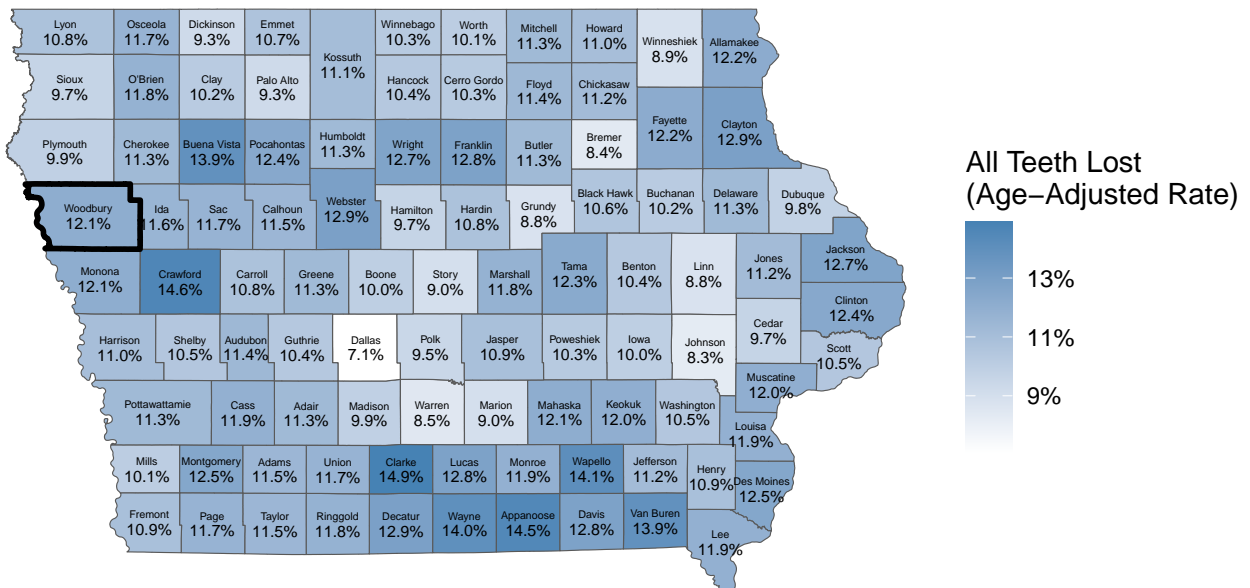 Lyon
10.8%
Osceola
11.7%
Dickinson
9.3%
Emmet
10.7%
Kossuth
11.1%
Winnebago
10.3%
Worth
10.1%
Mitchell
11.3%
Howard
11.0%
Winneshiek
8.9%
Allamakee
12.2%
Sioux
9.7%
O'Brien
11.8%
Clay
10.2%
Palo Alto
9.3%
Hancock
10.4%
Cerro Gordo
10.3%
Floyd
11.4%
Chickasaw
11.2%
Plymouth
9.9%
Cherokee
11.3%
Buena Vista
13.9%
Pocahontas
12.4%
Humboldt
11.3%
Wright
12.7%
Franklin
12.8%
Butler
11.3%
Bremer
8.4%
Fayette
12.2%
Clayton
12.9%
Woodbury
12.1%
Ida
11.6%
Sac
11.7%
Calhoun
11.5%
Webster
12.9%
Hamilton
9.7%
Hardin
10.8%
Grundy
8.8%
Black Hawk
10.6%
Buchanan
10.2%
Delaware
11.3%
Dubuque
9.8%
Monona
12.1%
Crawford
14.6%
Carroll
10.8%
Greene
11.3%
Boone
10.0%
Story
9.0%
Marshall
11.8%
Tama
12.3%
Benton
10.4%
Linn
8.8%
Jones
11.2%
Jackson
12.7%
Clinton
12.4%
Harrison
11.0%
Shelby
10.5%
Audubon
11.4%
Guthrie
10.4%
Dallas
7.1%
Polk
9.5%
Jasper
10.9%
Poweshiek
10.3%
Iowa
10.0%
Johnson
8.3%
Cedar
9.7%
Scott
10.5%
Muscatine
12.0%
Pottawattamie
11.3%
Cass
11.9%
Adair
11.3%
Madison
9.9%
Warren
8.5%
Marion
9.0%
Mahaska
12.1%
Keokuk
12.0%
Washington
10.5%
Louisa
11.9%
Mills
10.1%
Montgomery
12.5%
Adams
11.5%
Union
11.7%
Clarke
14.9%
Lucas
12.8%
Monroe
11.9%
Wapello
14.1%
Jefferson
11.2%
Henry
10.9%
Des Moines
12.5%
Fremont
10.9%
Page
11.7%
Taylor
11.5%
Ringgold
11.8%
Decatur
12.9%
Wayne
14.0%
Appanoose
14.5%
Davis
12.8%
Van Buren
13.9%
Lee
11.9%
All Teeth Lost
(Age−Adjusted Rate)
13%
11%
9%